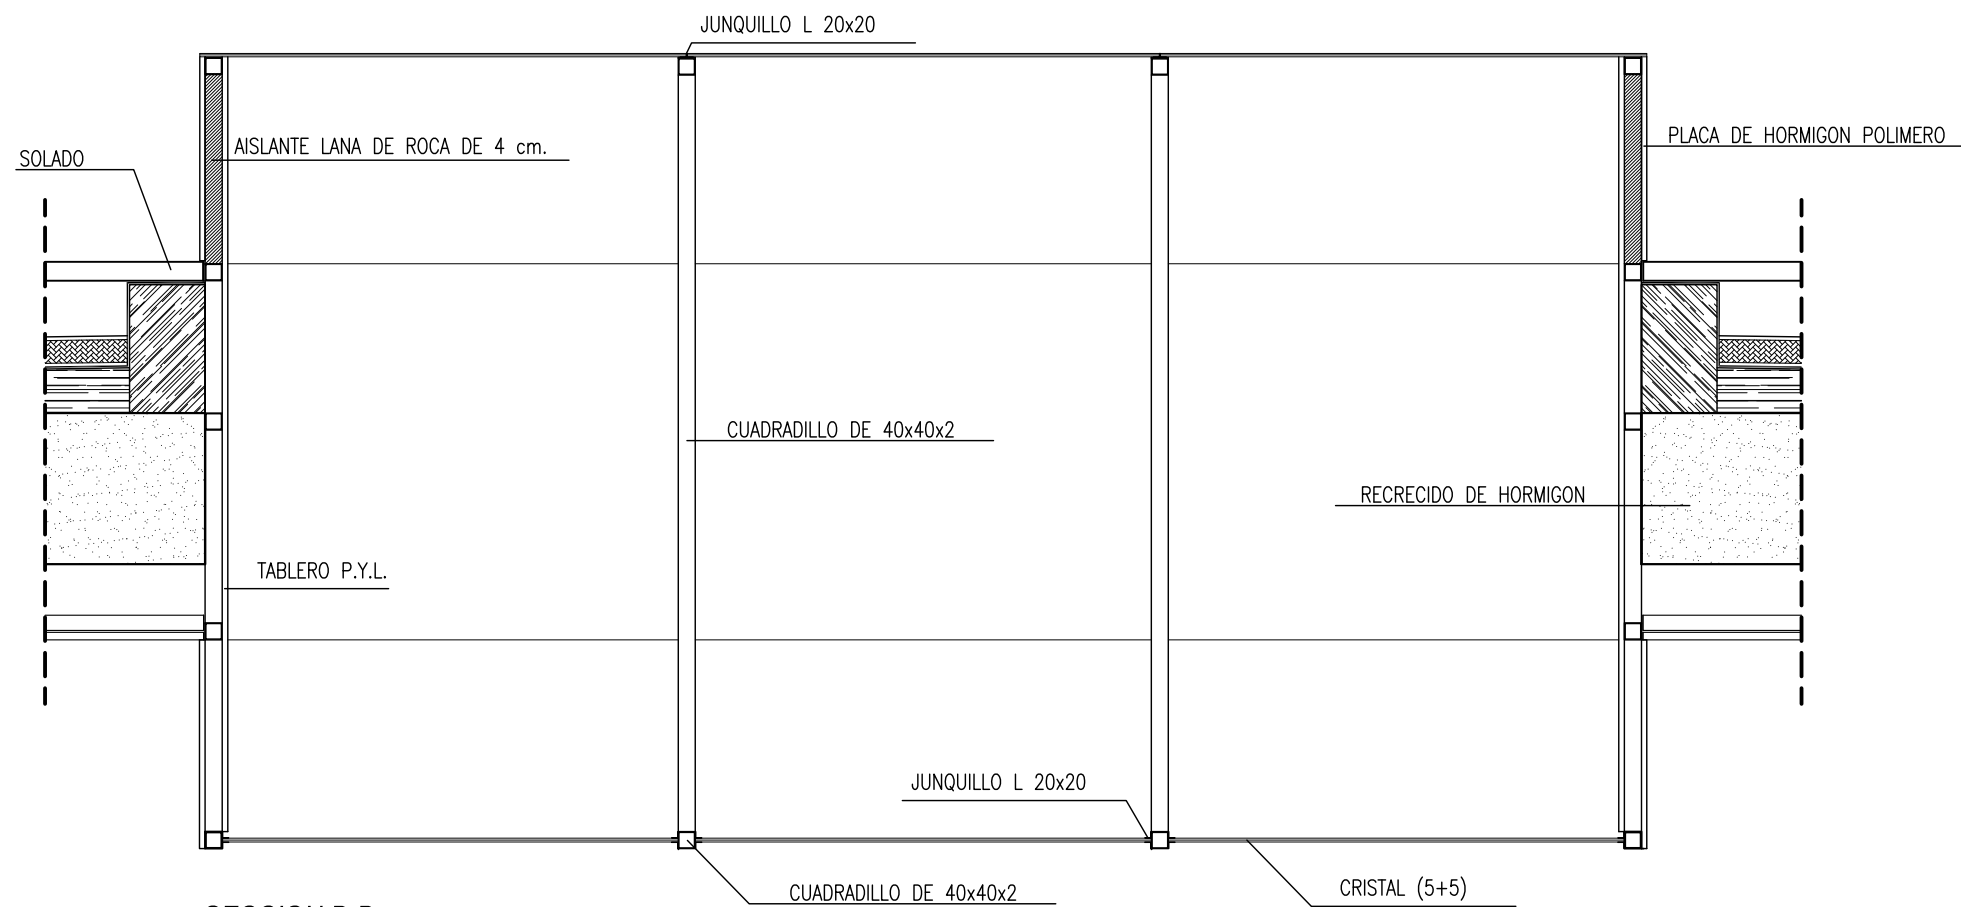 JUNQUILLO L 20x20
PLACA DE HORMIGON POLIMERO
AISLANTE LANA DE ROCA DE 4 cm.
SOLADO
CUADRADILLO DE 40x40x2
RECRECIDO DE HORMIGON
TABLERO P.Y.L.
JUNQUILLO L 20x20
CRISTAL (5+5)
CUADRADILLO DE 40x40x2